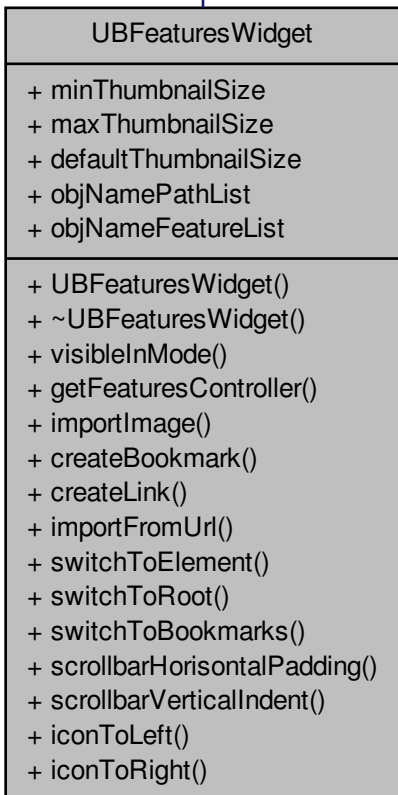 UBFeaturesWidget
+ minThumbnailSize
+ maxThumbnailSize
+ defaultThumbnailSize
+ objNamePathList
+ objNameFeatureList
+ UBFeaturesWidget()
+ ~UBFeaturesWidget()
+ visibleInMode()
+ getFeaturesController()
+ importImage()
+ createBookmark()
+ createLink()
+ importFromUrl()
+ switchToElement()
+ switchToRoot()
+ switchToBookmarks()
+ scrollbarHorisontalPadding()
+ scrollbarVerticalIndent()
+ iconToLeft()
+ iconToRight()